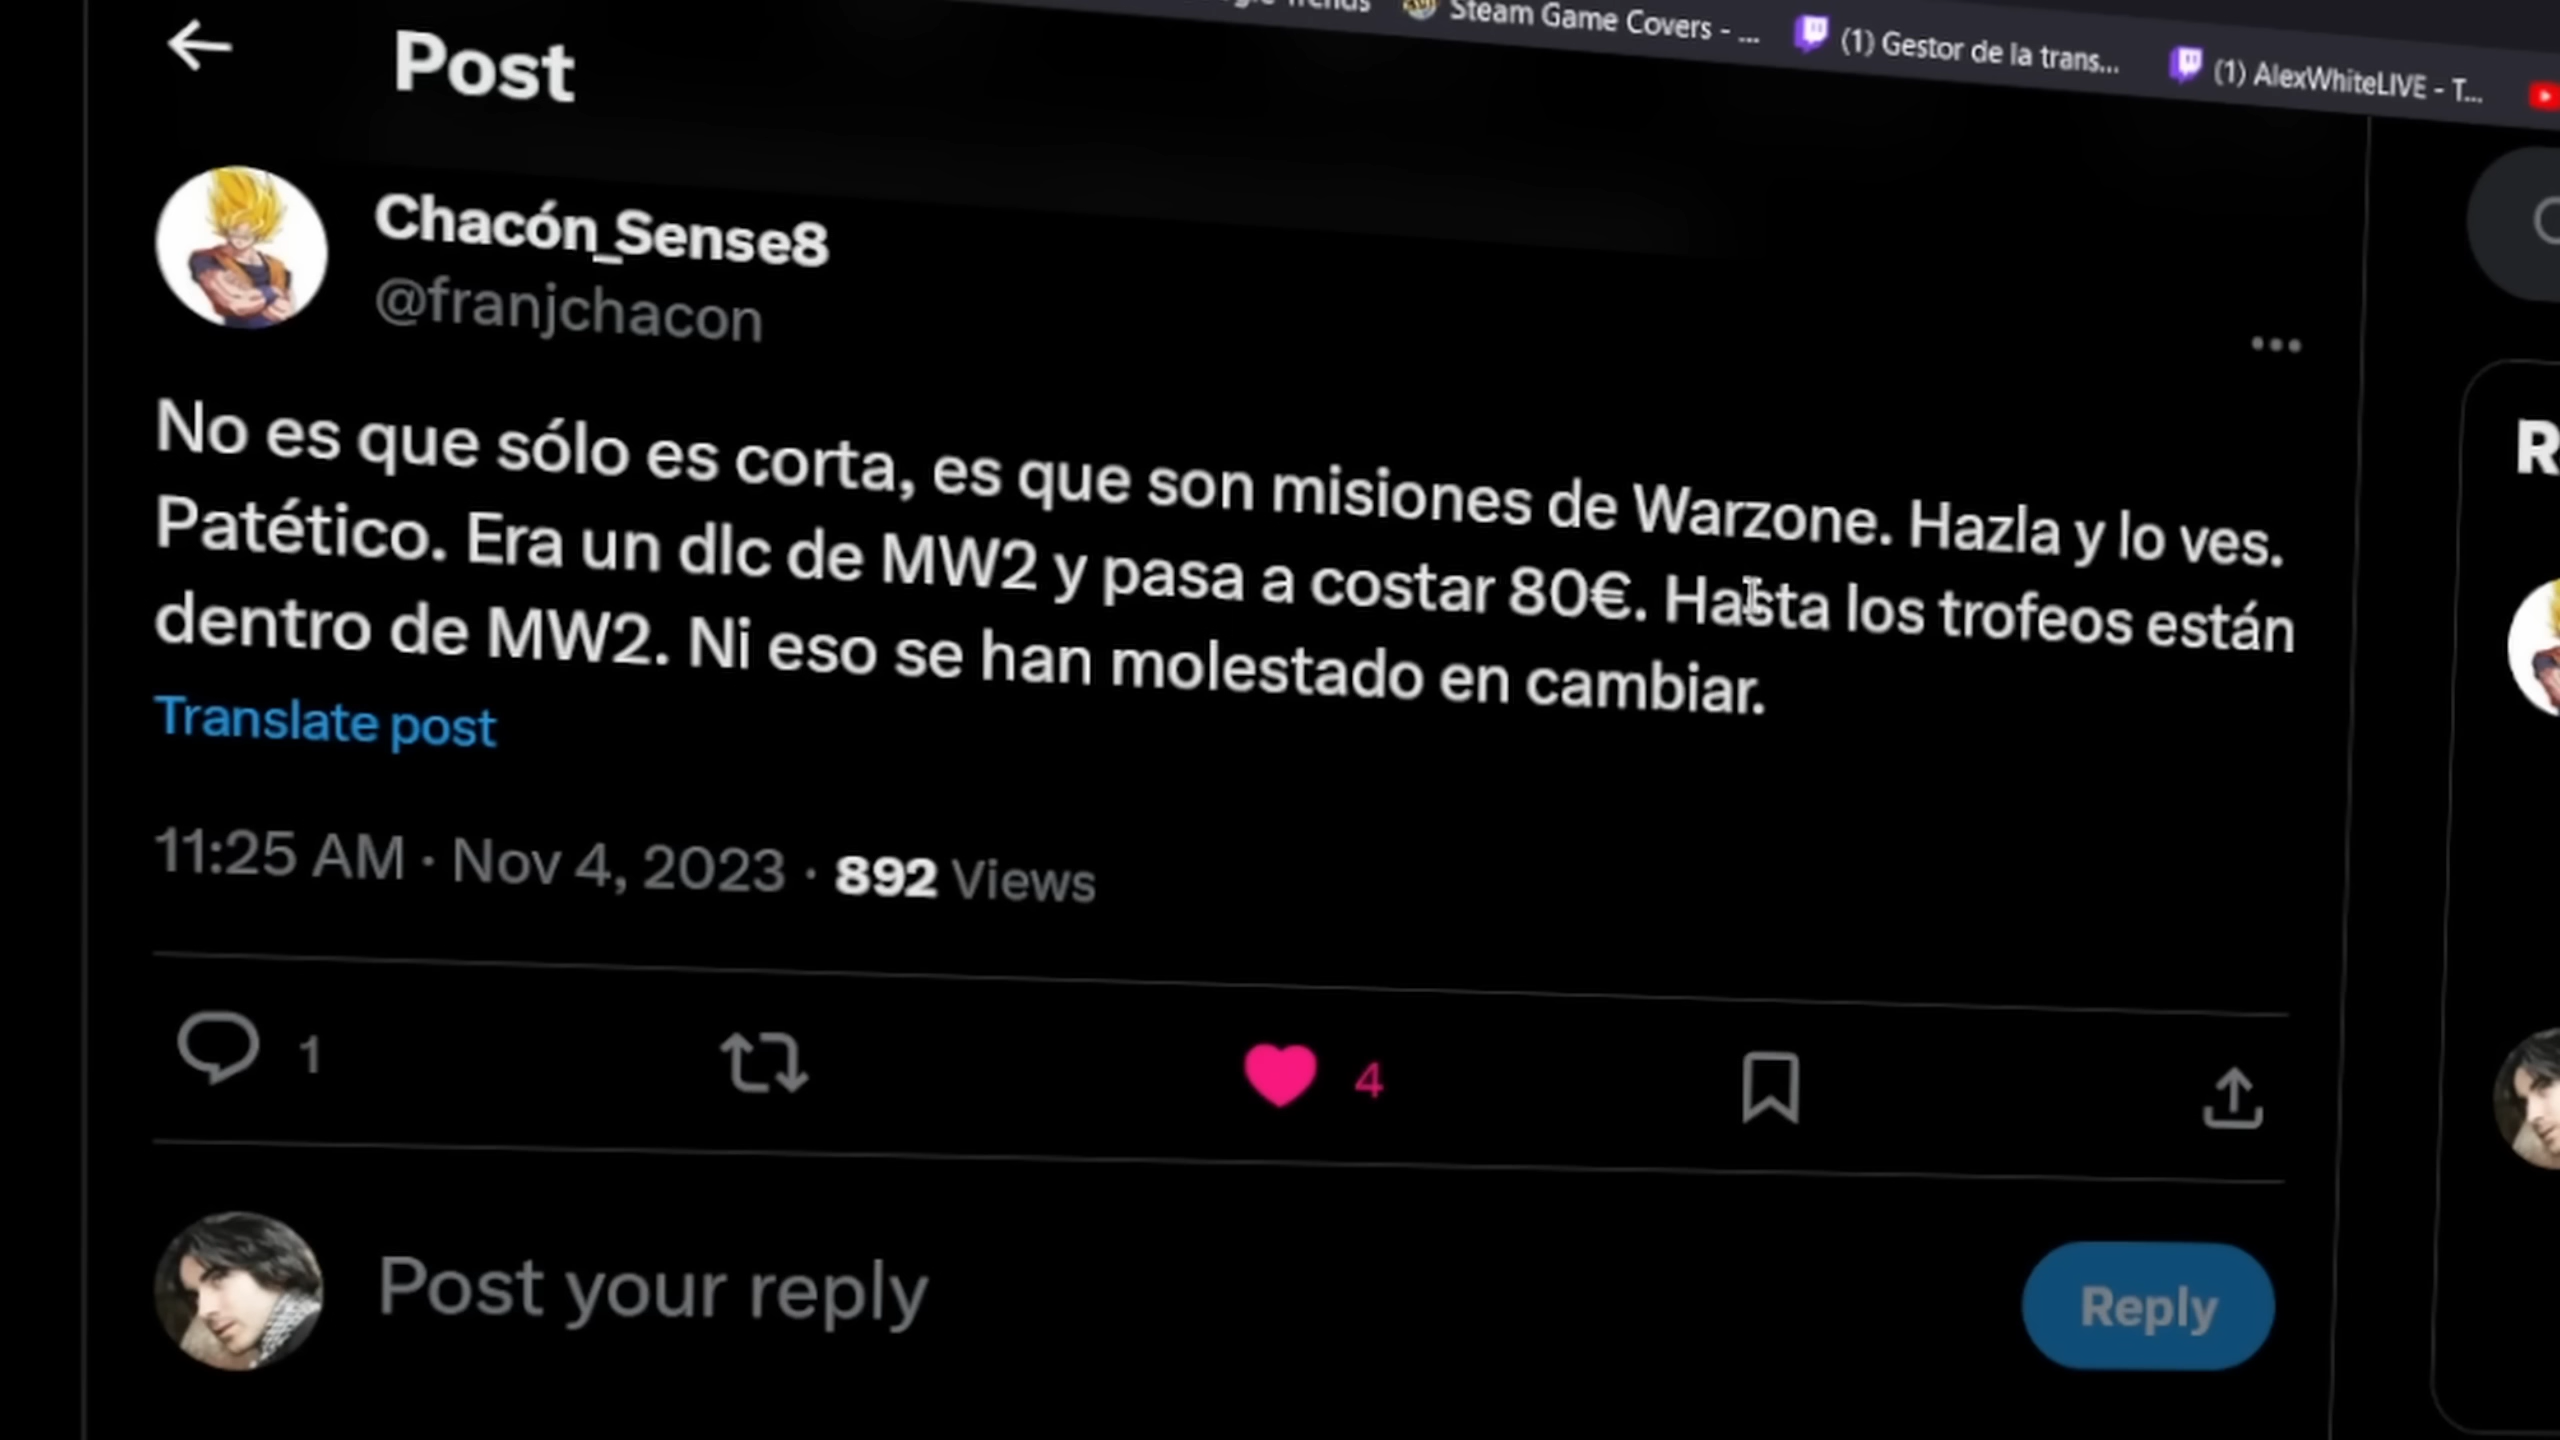 Steam Game Covers - ...
(1) Gestor de la trans...
(1) AlexWhiteLIVE - T...
Post
Chacón_Sense8
@franjchacon
No es que sólo es corta, es que son misiones de Warzone. Hazla y lo ves.
Patético. Era un dlc de MW2 y pasa a costar 80€. Hasta los trofeos están
dentro de MW2. Ni eso se han molestado en cambiar.
Translate post
11:25 AM · Nov 4, 2023 · 892 Views
1
4
Post your reply
Reply